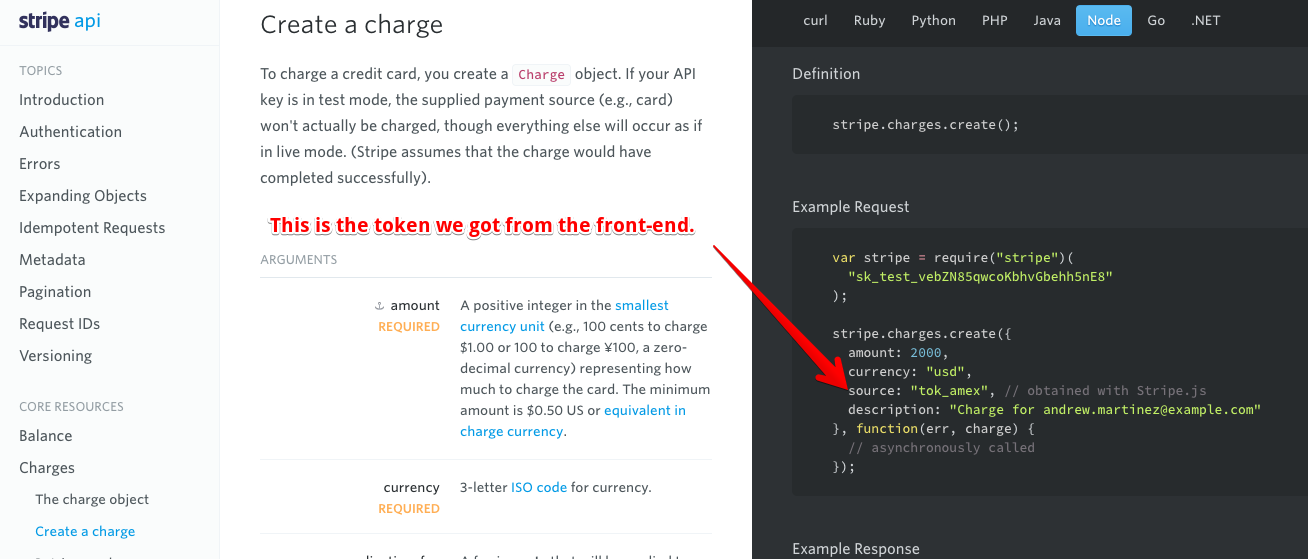 stripe api
TOPICS
Introduction
Authentication
Errors
Expanding Objects
Idempotent Requests
Metadata
Pagination
Request IDs
Versioning
CORE RESOURCES
Balance
Charges
The charge object
Create a charge
Create a charge
To charge a credit card, you create a Charge object. If your API
key is in test mode, the supplied payment source (e.g., card)
won't actually be charged, though everything else will occur as if
in live mode. (Stripe assumes that the charge would have
completed successfully).
This is the token we got from the front-end.
ARGUMENTS
amount
REQUIRED
A positive integer in the smallest
currency unit (e.g., 100 cents to charge
$1.00 or 100 to charge ¥100, a zero-
decimal currency) representing how
much to charge the card. The minimum
amount is $0.50 US or equivalent in
charge currency.
currency
REQUIRED
3-letter ISO code for currency.
curl Ruby Python PHP Java Node Go .NET
Definition
stripe.charges.create();
Example Request
var stripe = require("stripe")(
"sk_test_vebZN85qwcoKbhvGbehh5nE8"
);
stripe.charges.create({
amount: 2000,
currency: "usd",
source: "tok_amex", // obtained with Stripe.js
description: "Charge for andrew.martinez@example.com"
}, function(err, charge) {
// asynchronously called
});
Example Response